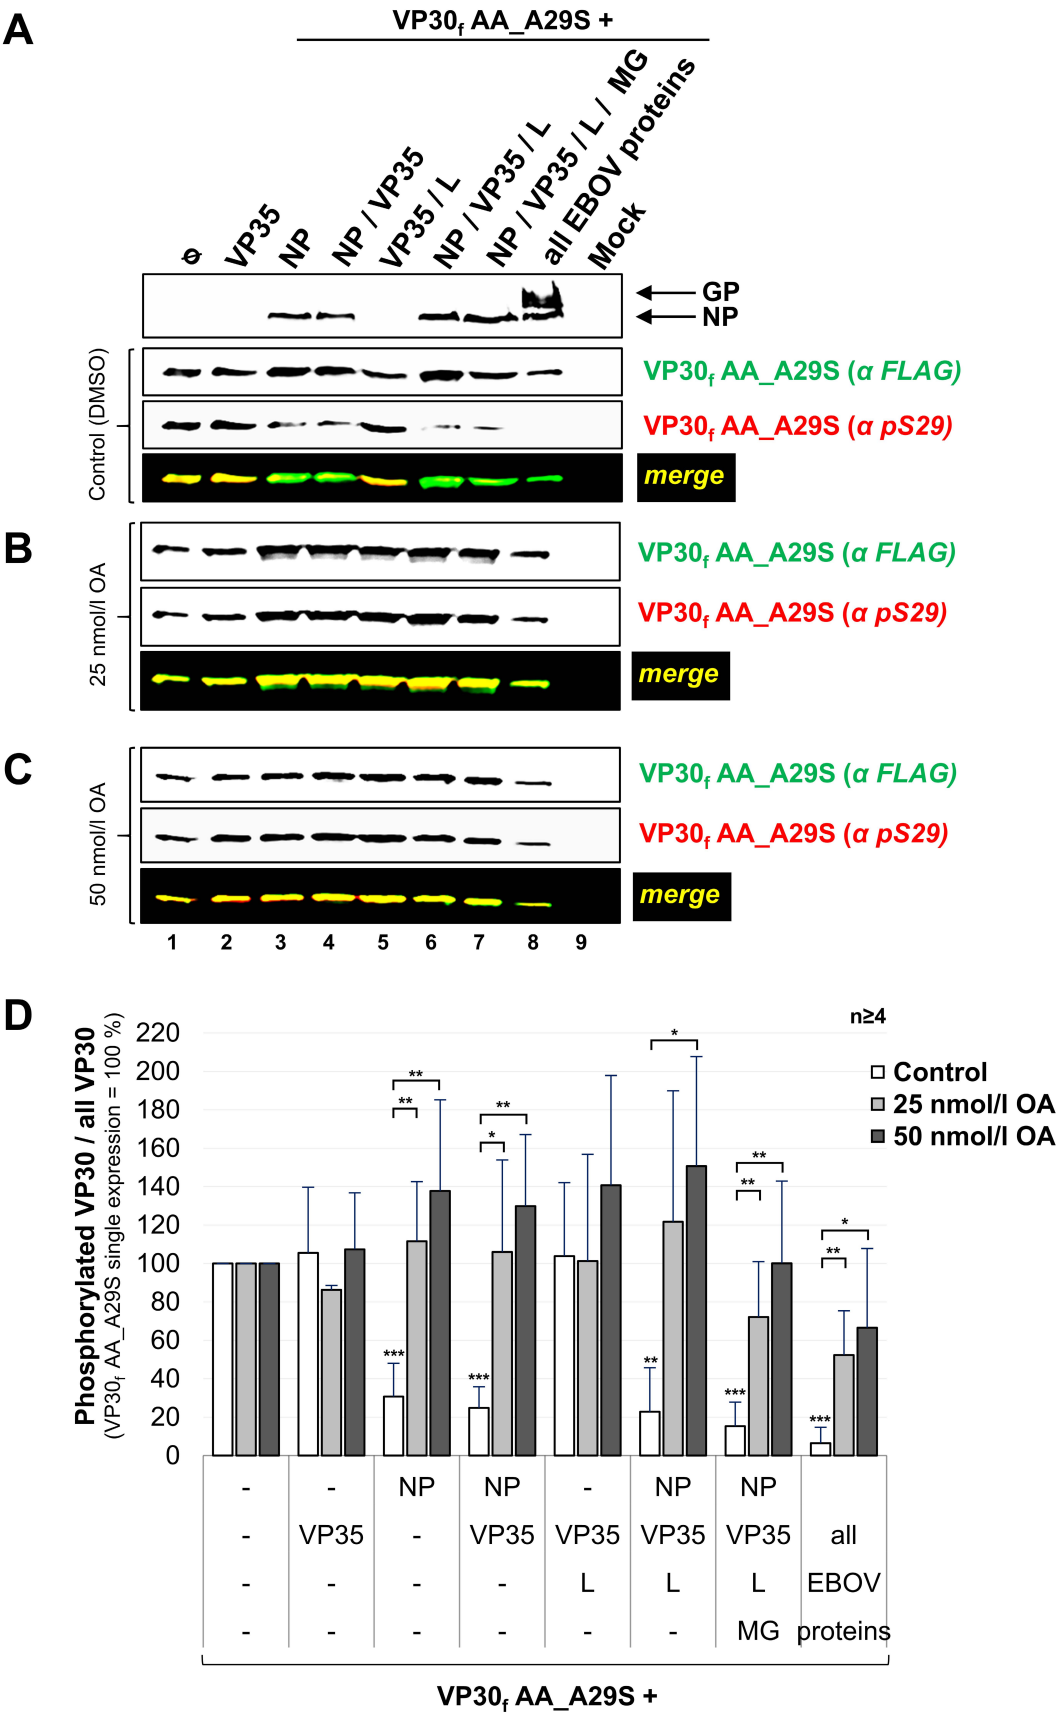 A
VP30f AA_A29S +
ø
VP35
NP
NP / VP35
VP35 / L
NP / VP35 / L
NP / VP35 / L / MG
all EBOV proteins
Mock
GP
NP
Control (DMSO)
VP30f AA_A29S (α FLAG)
VP30f AA_A29S (α pS29)
merge
B
25 nmol/l OA
VP30f AA_A29S (α FLAG)
VP30f AA_A29S (α pS29)
merge
C
50 nmol/l OA
VP30f AA_A29S (α FLAG)
VP30f AA_A29S (α pS29)
merge
1 2 3 4 5 6 7 8 9
D
Phosphorylated VP30 / all VP30
(VP30f AA_A29S single expression = 100 %)
n≥4
Control
25 nmol/l OA
50 nmol/l OA
220
200
180
160
140
120
100
80
60
40
20
0
*** ** **
*** * **
** *
*** ** **
*** ** *
- - NP NP - NP NP
- VP35 - VP35 VP35 VP35 VP35 all
- - - - L L L EBOV
- - - - - - MG proteins
VP30f AA_A29S +